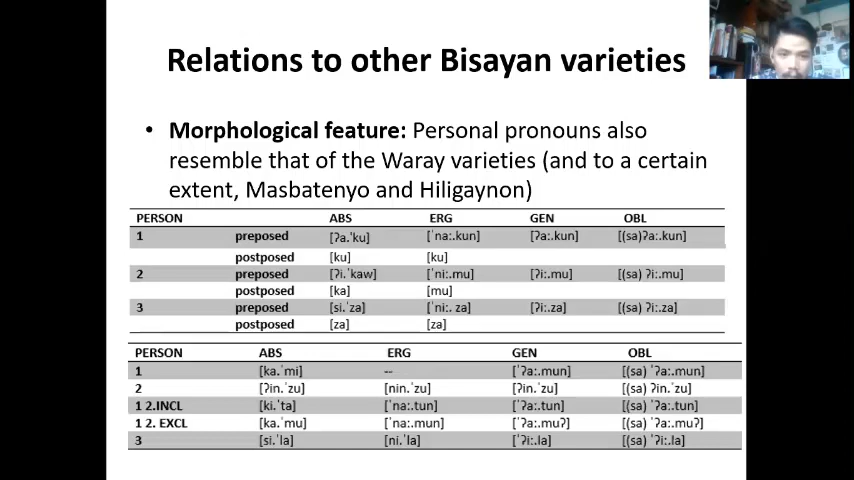 Relations to other Bisayan varieties
• Morphological feature: Personal pronouns also
resemble that of the Waray varieties (and to a certain
extent, Masbatenyo and Hiligaynon)
PERSON ABS ERG GEN OBL
1 preposed [ʔa.ˈku] [ˈna:.kun] [ʔa:.kun] [(sa)ʔa:.kun]
postposed [ku] [ku]
2 preposed [ʔi.ˈkaw] [ˈni:.mu] [ʔi:.mu] [(sa) ʔi:.mu]
postposed [ka] [mu]
3 preposed [si.ˈza] [ˈni:. za] [ʔi:.za] [(sa) ʔi:.za]
postposed [za] [za]
PERSON ABS ERG GEN OBL
1 [ka.ˈmi] -- [ˈʔa:.mun] [(sa) ˈʔa:.mun]
2 [ʔin.ˈzu] [nin.ˈzu] [ʔin.ˈzu] [(sa) ʔin.ˈzu]
1 2.INCL [ki.ˈta] [ˈna:.tun] [ˈʔa:.tun] [(sa) ˈʔa:.tun]
1 2. EXCL [ka.ˈmu] [ˈna:.mun] [ˈʔa:.muʔ] [(sa) ˈʔa:.muʔ]
3 [si.ˈla] [ni.ˈla] [ˈʔi:.la] [(sa) ˈʔi:.la]